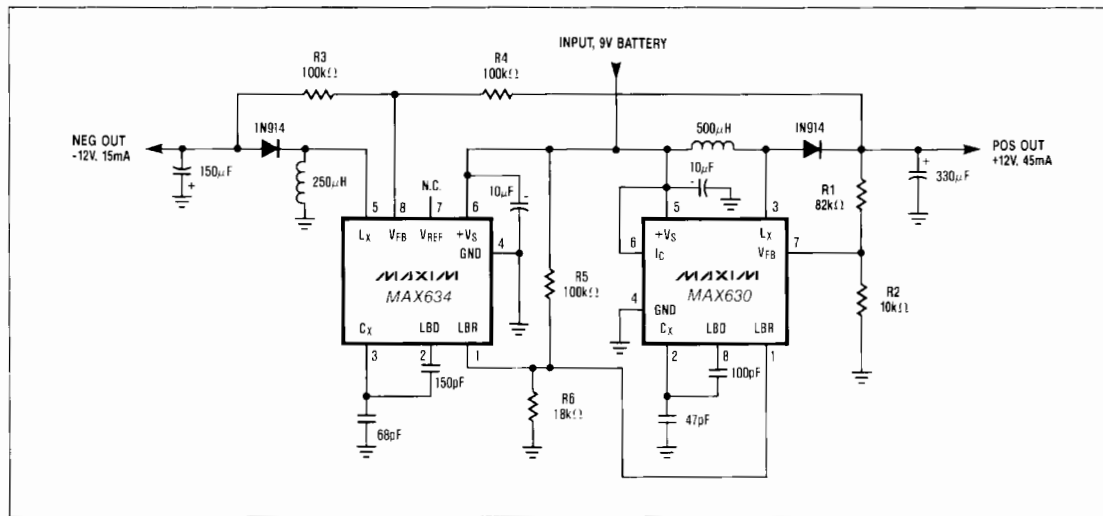 INPUT, 9V BATTERY
R3
100kΩ
R4
100kΩ
NEG OUT
-12V, 15mA
1N914
150µF
+
250µH
500µH
1N914
POS OUT
+12V, 45mA
+
330µF
10µF
-
N.C.
10µF
-
R1
82kΩ
5
8
7
6
LX
VFB
VREF
+VS
GND
4
MAXIM
MAX634
CX
LBD
LBR
3
2
1
150pF
68pF
R5
100kΩ
R6
18kΩ
5
3
+VS
LX
6
IC
VFB
7
MAXIM
MAX630
4
GND
CX
LBD
LBR
2
8
1
100pF
47pF
R2
10kΩ